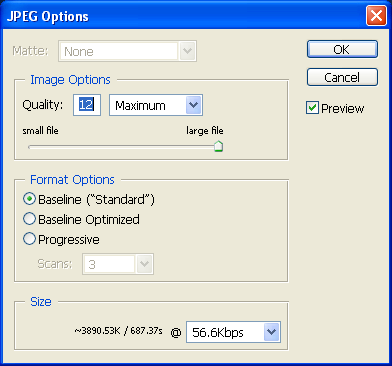 JPEG Options
Matte: None
OK
Image Options
Cancel
Quality: 12 Maximum
Preview
small file large file
Format Options
Baseline ("Standard")
Baseline Optimized
Progressive
Scans: 3
Size
~3890.53K / 687.37s @ 56.6Kbps